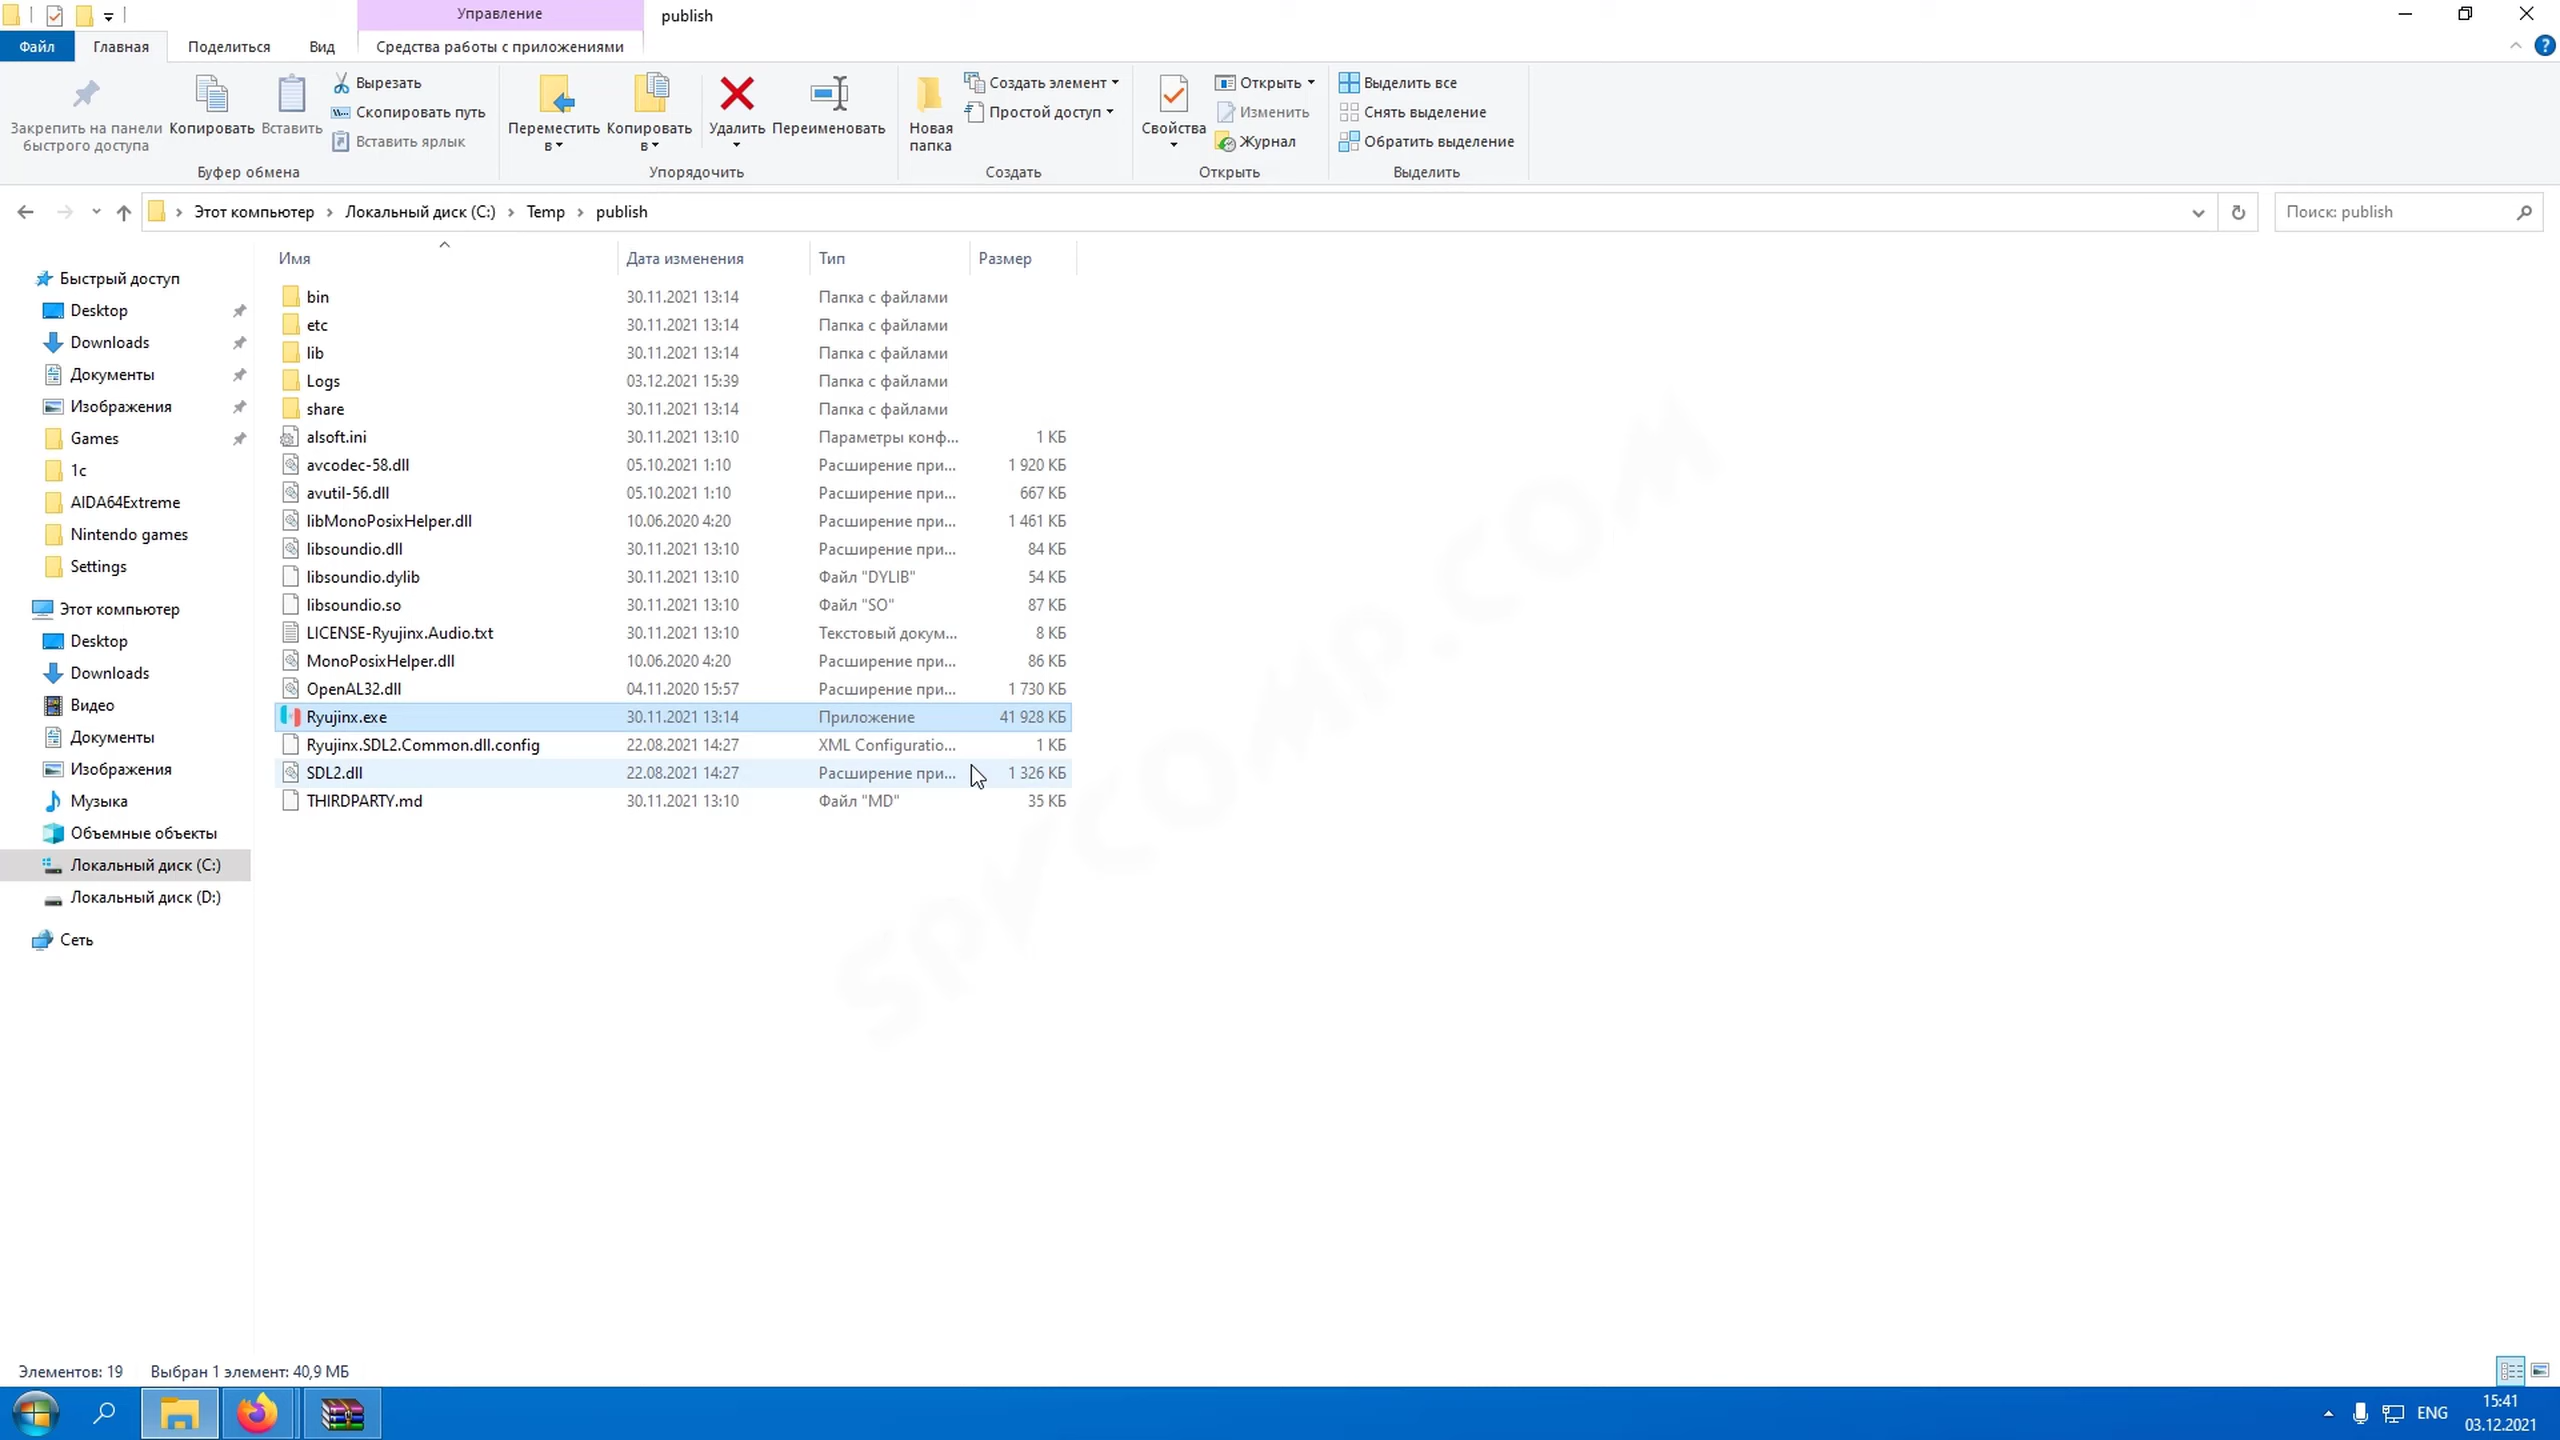 Управление
publish
Файл
Главная
Поделиться
Вид
Средства работы с приложениями
Закрепить на панели быстрого доступа
Копировать
Вставить
Вырезать
Скопировать путь
Вставить ярлык
Переместить в
Копировать в
Удалить
Переименовать
Новая папка
Создать элемент
Простой доступ
Свойства
Открыть
Изменить
Журнал
Выделить все
Снять выделение
Обратить выделение
Буфер обмена
Упорядочить
Создать
Открыть
Выделить
Этот компьютер
Локальный диск (C:)
Temp
publish
Поиск: publish
Быстрый доступ
Desktop
Downloads
Документы
Изображения
Games
1c
AIDA64Extreme
Nintendo games
Settings
Этот компьютер
Desktop
Downloads
Видео
Документы
Изображения
Музыка
Объемные объекты
Локальный диск (C:)
Локальный диск (D:)
Сеть
Имя Дата изменения Тип Размер
bin 30.11.2021 13:14 Папка с файлами
etc 30.11.2021 13:14 Папка с файлами
lib 30.11.2021 13:14 Папка с файлами
Logs 03.12.2021 15:39 Папка с файлами
share 30.11.2021 13:14 Папка с файлами
alsoft.ini 30.11.2021 13:10 Параметры конф... 1 КБ
avcodec-58.dll 05.10.2021 1:10 Расширение при... 1 920 КБ
avutil-56.dll 05.10.2021 1:10 Расширение при... 667 КБ
libMonoPosixHelper.dll 10.06.2020 4:20 Расширение при... 1 461 КБ
libsoundio.dll 30.11.2021 13:10 Расширение при... 84 КБ
libsoundio.dylib 30.11.2021 13:10 Файл "DYLIB" 54 КБ
libsoundio.so 30.11.2021 13:10 Файл "SO" 87 КБ
LICENSE-Ryujinx.Audio.txt 30.11.2021 13:10 Текстовый докум... 8 КБ
MonoPosixHelper.dll 10.06.2020 4:20 Расширение при... 86 КБ
OpenAL32.dll 04.11.2020 15:57 Расширение при... 1 730 КБ
Ryujinx.exe 30.11.2021 13:14 Приложение 41 928 КБ
Ryujinx.SDL2.Common.dll.config 22.08.2021 14:27 XML Configuratio... 1 КБ
SDL2.dll 22.08.2021 14:27 Расширение при... 1 326 КБ
THIRDPARTY.md 30.11.2021 13:10 Файл "MD" 35 КБ
spvcomp.com
Элементов: 19 Выбран 1 элемент: 40,9 МБ
ENG
15:41
03.12.2021